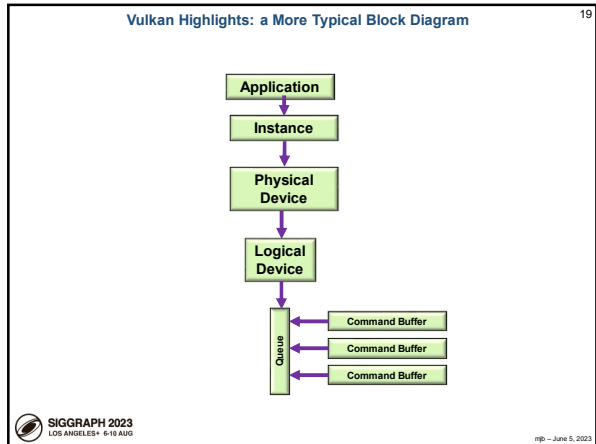 Vulkan Highlights: a More Typical Block Diagram
19
Application
Instance
Physical
Device
Logical
Device
Queue
Command Buffer
Command Buffer
Command Buffer
SIGGRAPH 2023
LOS ANGELES+ 6-10 AUG
mjb – June 5, 2023